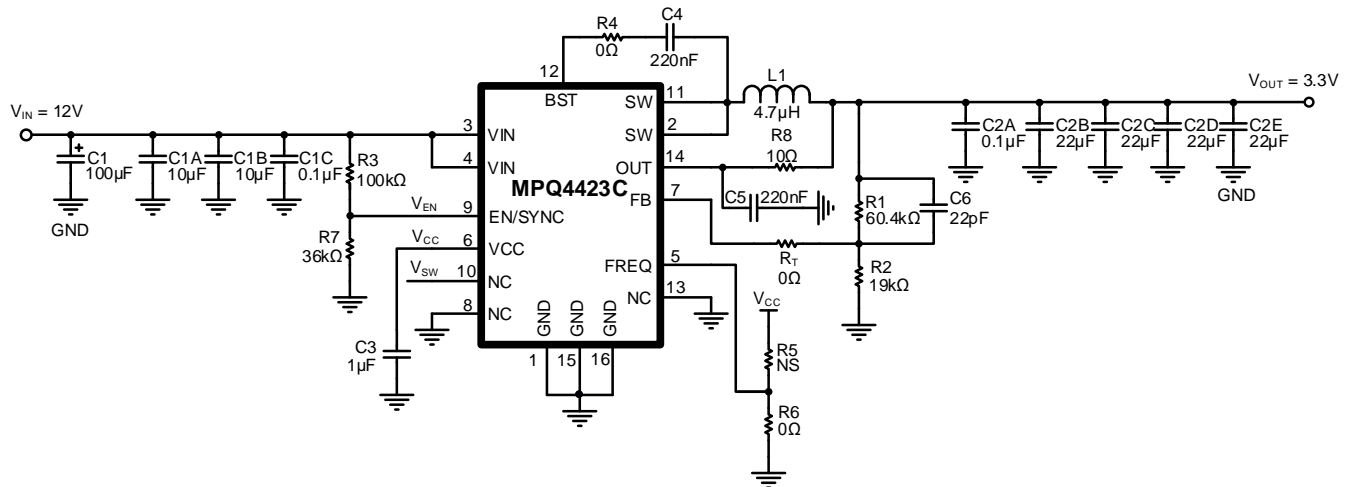 C4
R4
0Ω
220nF
12
BST
L1
4.7µH
V_IN = 12V
V_OUT = 3.3V
3
VIN
4
VIN
SW
11
SW
2
OUT
14
R8
10Ω
MPQ4423C
C1
100µF
GND
C1A
10µF
C1B
10µF
C1C
0.1µF
R3
100kΩ
R7
36kΩ
V_EN
9
EN/SYNC
V_CC
6
VCC
V_SW
10
NC
8
NC
C3
1µF
GND
GND
GND
1
15
16
FB
7
C5
220nF
R1
60.4kΩ
C6
22pF
R_T
0Ω
R2
19kΩ
FREQ
5
NC
13
V_CC
R5
NS
R6
0Ω
C2A
0.1µF
C2B
22µF
C2C
22µF
C2D
22µF
C2E
22µF
GND